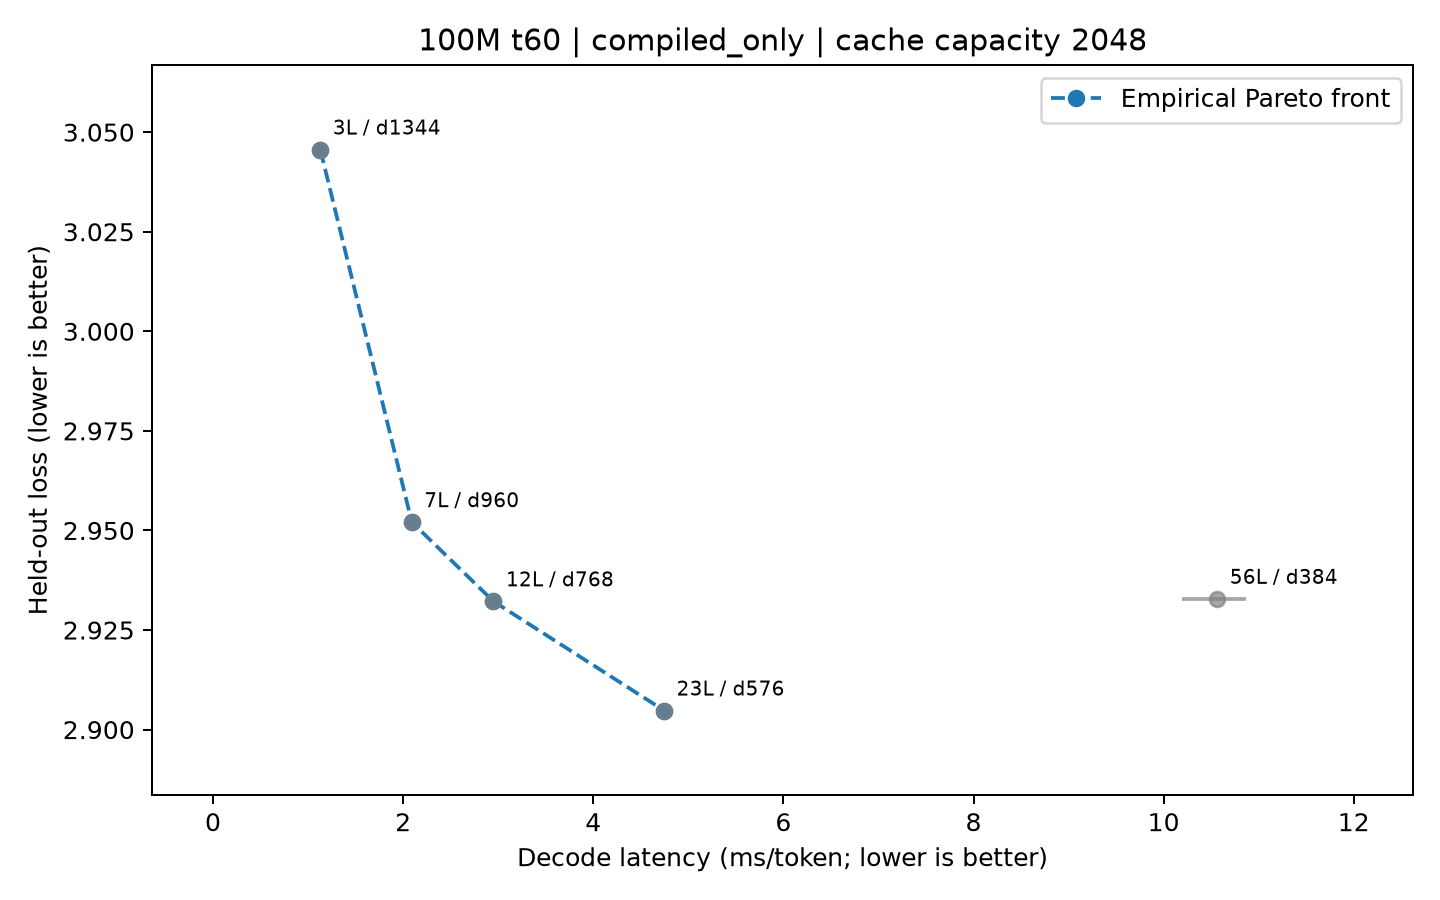 100M t60 | compiled_only | cache capacity 2048
Empirical Pareto front
3.050
3.025
3.000
2.975
2.950
2.925
2.900
Held-out loss (lower is better)
3L / d1344
7L / d960
12L / d768
56L / d384
23L / d576
0 2 4 6 8 10 12
Decode latency (ms/token; lower is better)